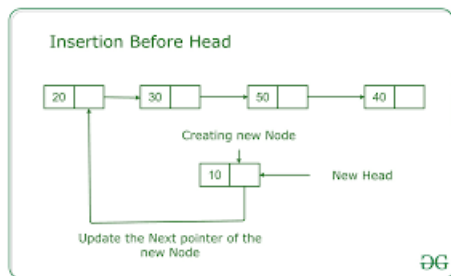 Insertion Before Head
20 30 50 40
Creating new Node
10
New Head
Update the Next pointer of the
new Node